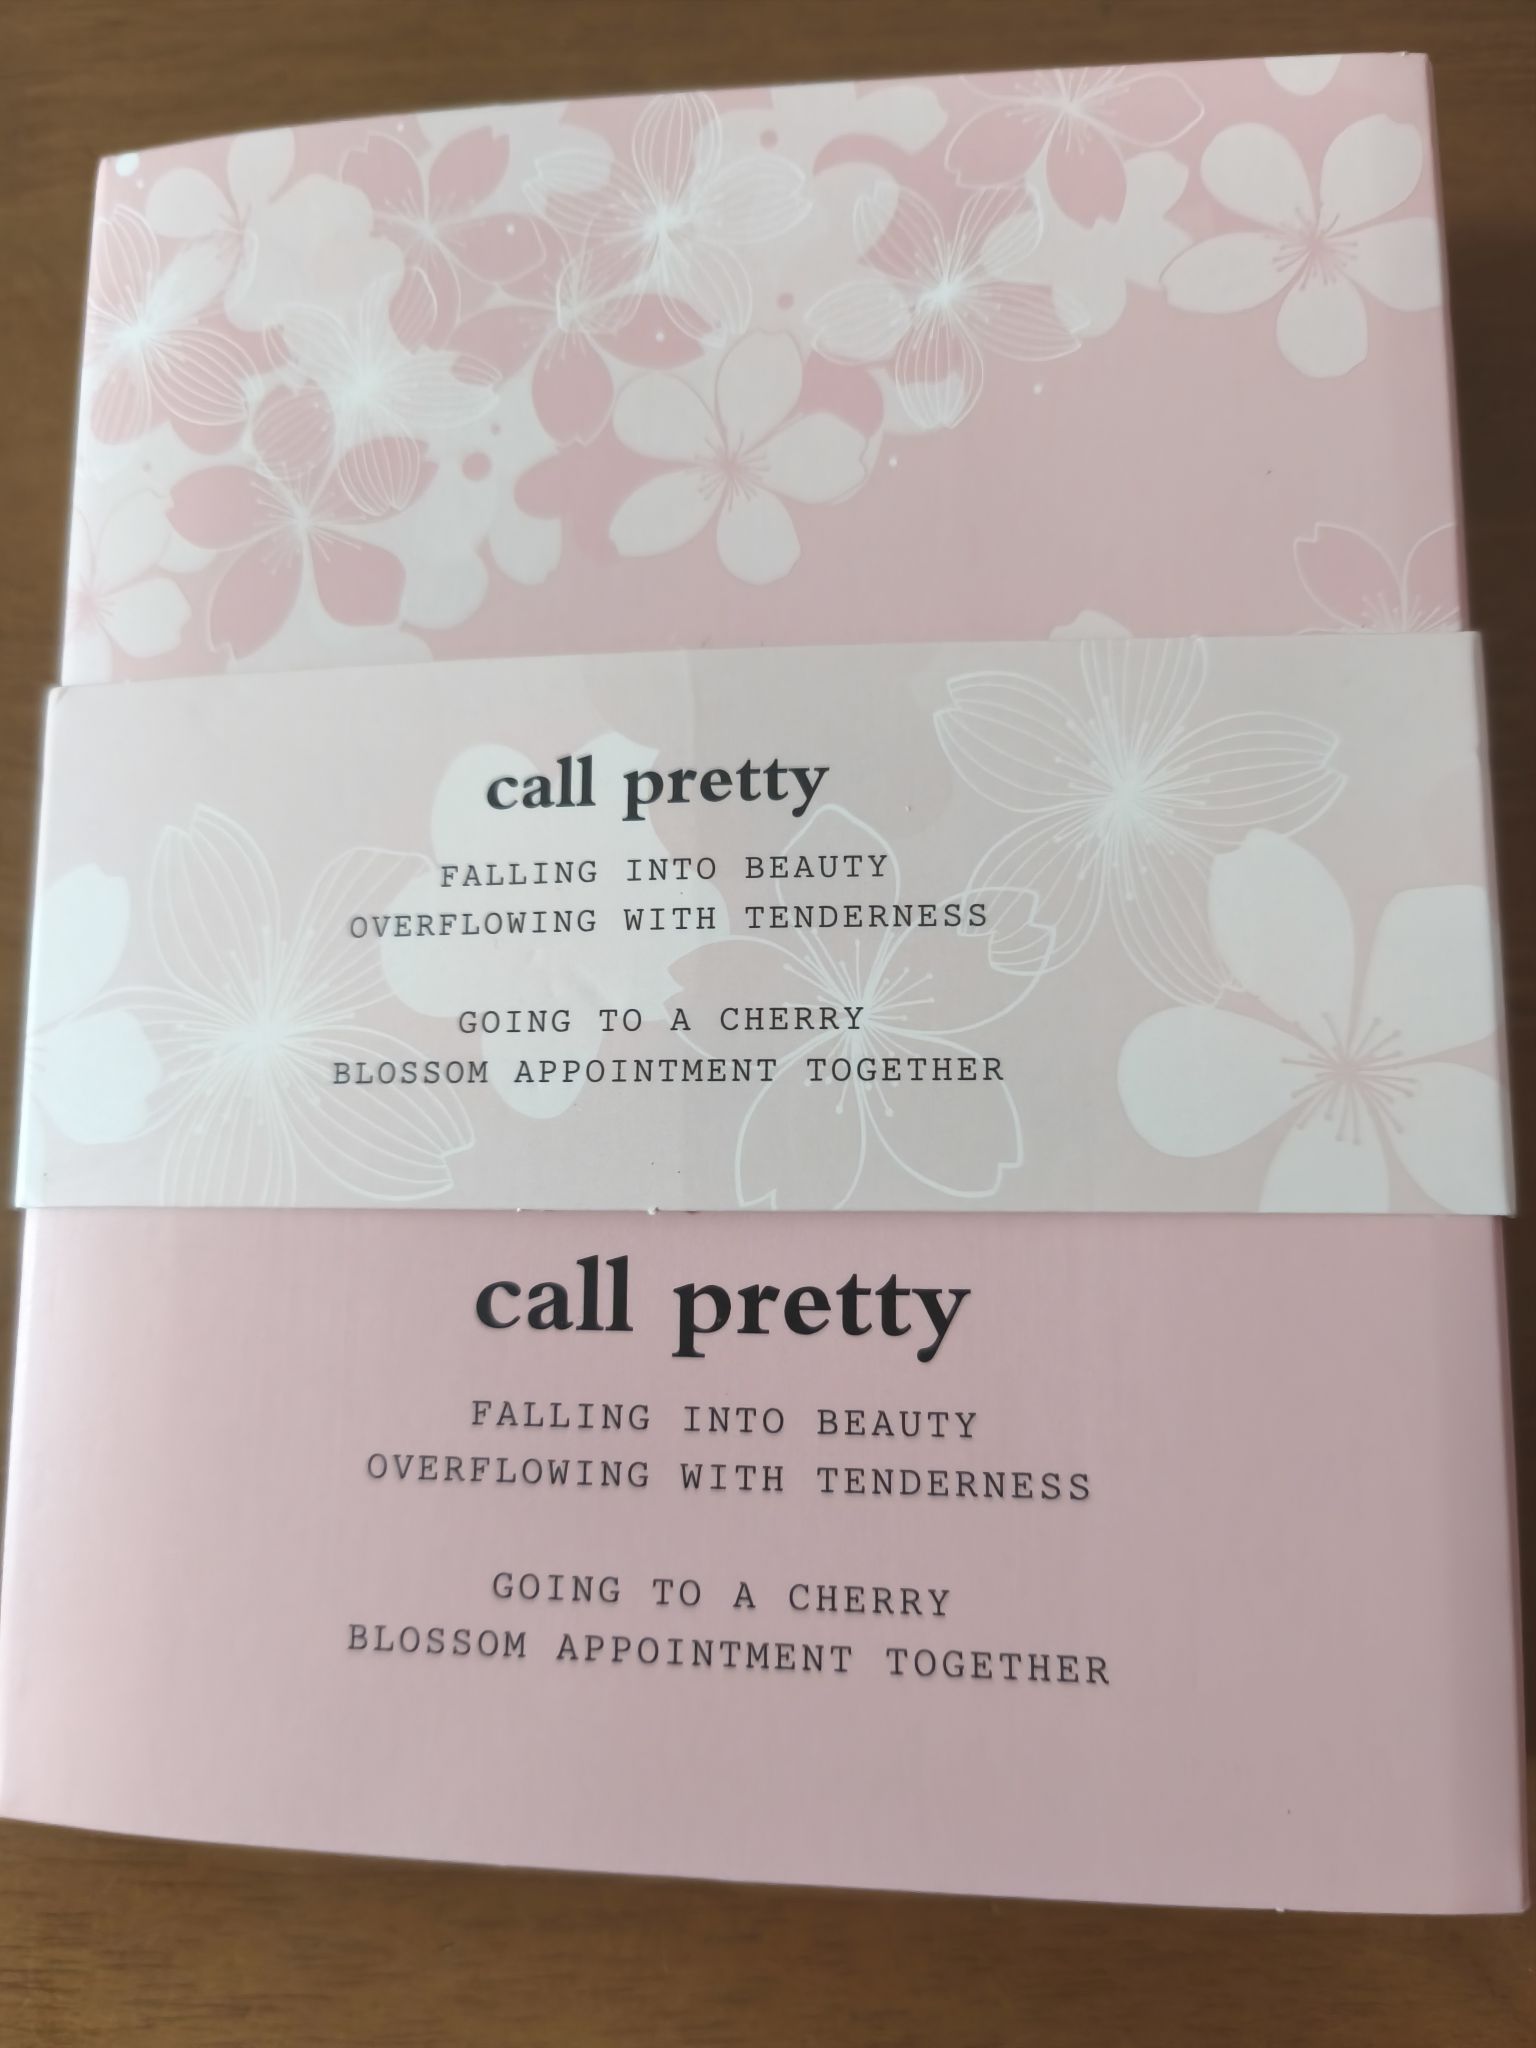 call pretty
FALLING INTO BEAUTY
OVERFLOWING WITH TENDERNESS
GOING TO A CHERRY
BLOSSOM APPOINTMENT TOGETHER
call pretty
FALLING INTO BEAUTY
OVERFLOWING WITH TENDERNESS
GOING TO A CHERRY
BLOSSOM APPOINTMENT TOGETHER